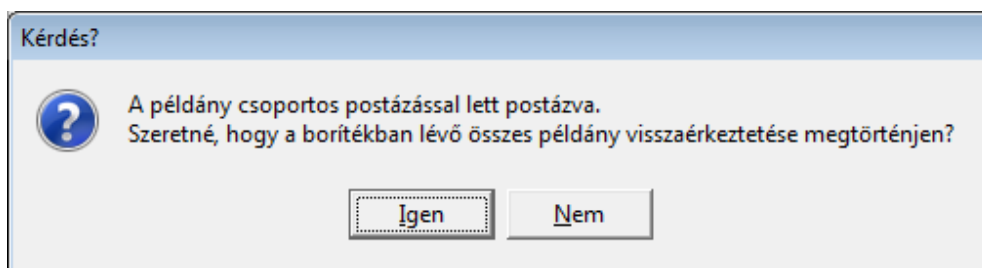 Kérdés?
A példány csoportos postázással lett postázva.
Szeretné, hogy a borítékban lévő összes példány visszaérkeztetése megtörténjen?
Igen
Nem